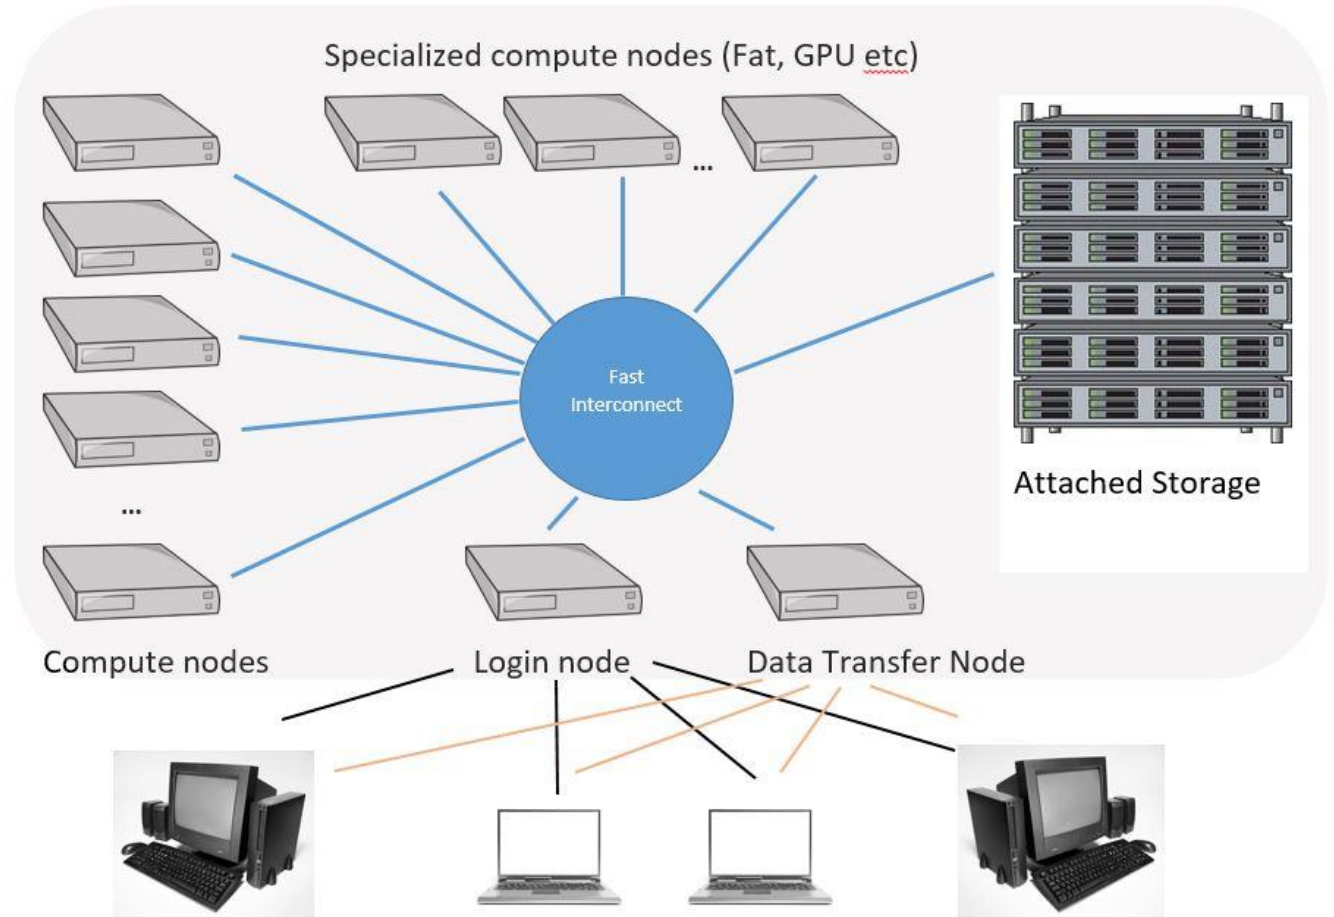 Specialized compute nodes (Fat, GPU etc)
...
Fast
Interconnect
Attached Storage
...
Compute nodes
Login node
Data Transfer Node